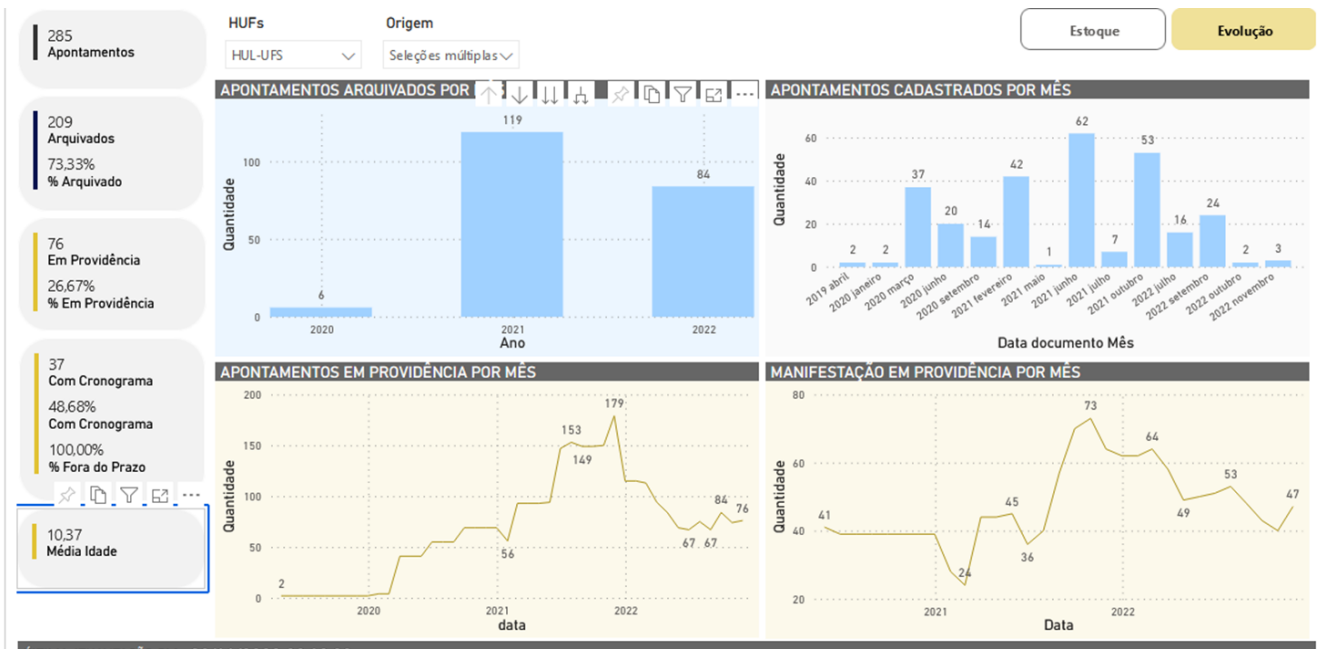 285
Apontamentos
209
Arquivados
73,33%
% Arquivado
76
Em Providência
26,67%
% Em Providência
37
Com Cronograma
48,68%
Com Cronograma
100,00%
% Fora do Prazo
10,37
Média Idade
HUFs
HUL-UFS
Origem
Seleções múltiplas
Estoque
Evolução
APONTAMENTOS ARQUIVADOS POR
Quantidade
100
50
0
6
119
84
2020
2021
2022
Ano
APONTAMENTOS CADASTRADOS POR MÊS
Quantidade
60
40
20
0
2
2
37
20
14
42
1
62
7
53
16
24
2
3
2019 abril
2020 janeiro
2020 março
2020 junho
2020 setembro
2021 fevereiro
2021 maio
2021 junho
2021 julho
2021 outubro
2022 julho
2022 setembro
2022 outubro
2022 novembro
Data documento Mês
APONTAMENTOS EM PROVIDÊNCIA POR MÊS
Quantidade
200
150
100
50
0
2
56
153
149
179
67
67
84
76
2020
2021
2022
data
MANIFESTAÇÃO EM PROVIDÊNCIA POR MÊS
Quantidade
80
60
40
20
41
24
45
36
73
64
49
53
47
2021
2022
Data